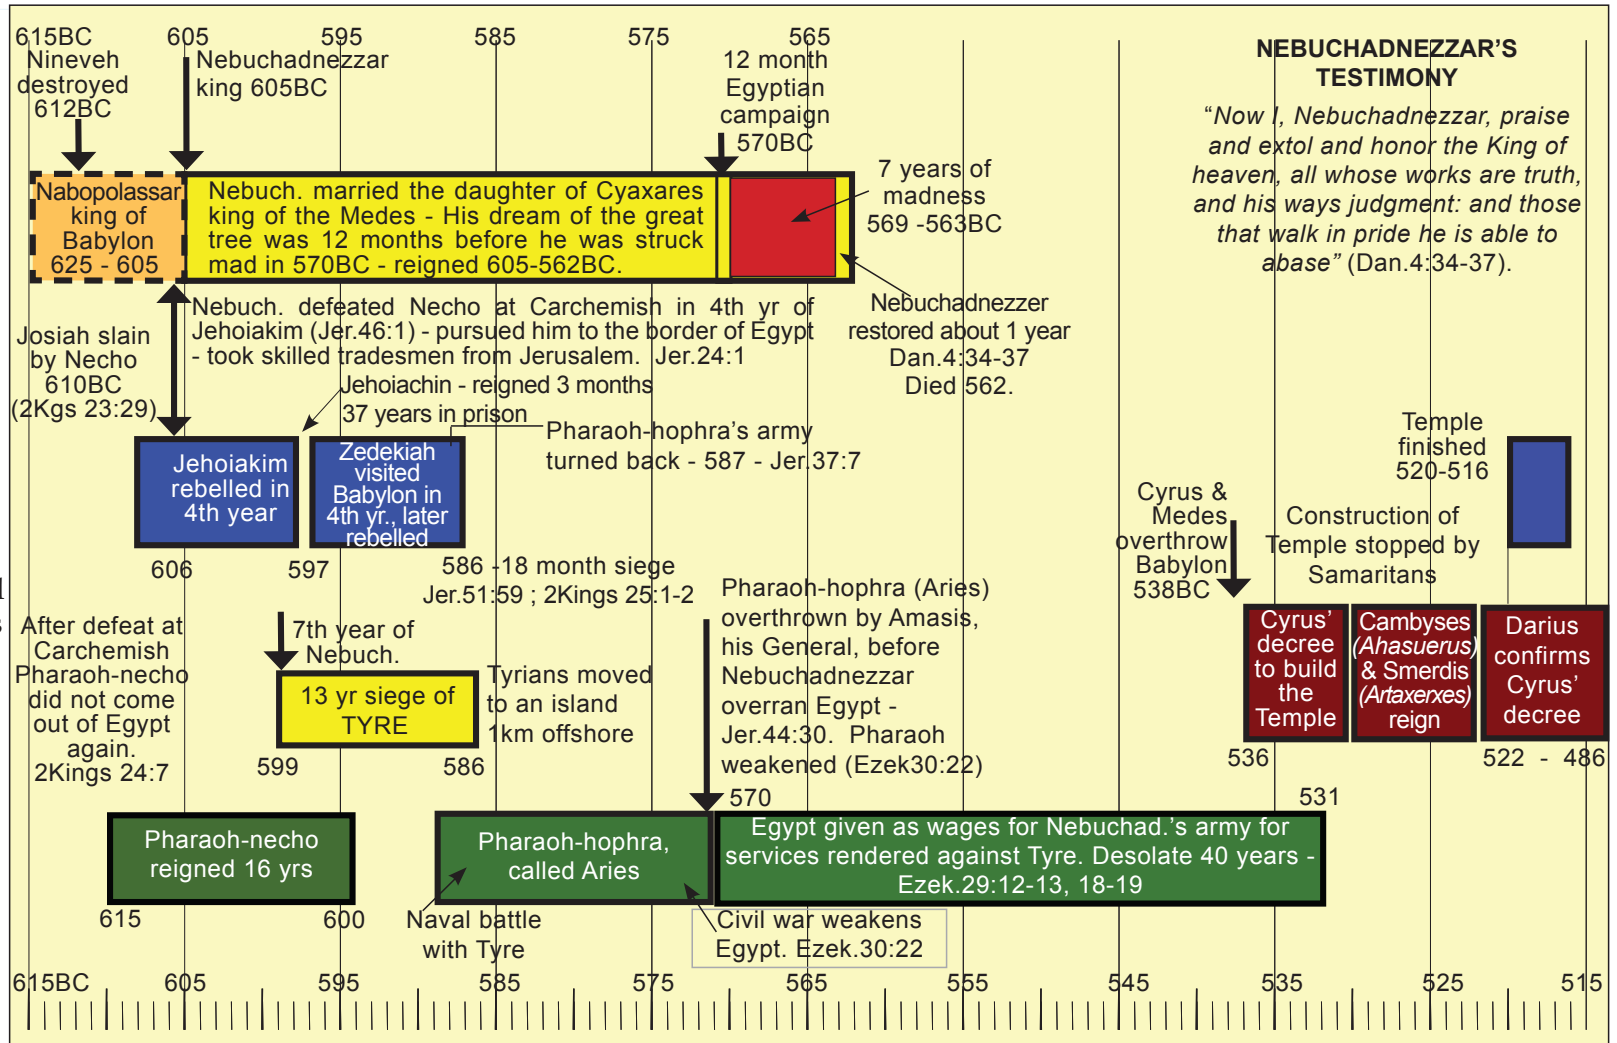 615BC
605
595
585
575
565
Nineveh
destroyed
612BC
Nebuchadnezzar
king 605BC
12 month
Egyptian
campaign
570BC
NEBUCHADNEZZAR'S
TESTIMONY
“Now I, Nebuchadnezzar, praise
and extol and honor the King of
heaven, all whose works are truth,
and his ways judgment: and those
that walk in pride he is able to
abase” (Dan.4:34-37).
Nabopolassar
king of
Babylon
625 - 605
Nebuch. married the daughter of Cyaxares
king of the Medes - His dream of the great
tree was 12 months before he was struck
mad in 570BC - reigned 605-562BC.
7 years of
madness
569 -563BC
Josiah slain
by Necho
610BC
(2Kgs 23:29)
Nebuch. defeated Necho at Carchemish in 4th yr of
Jehoiakim (Jer.46:1) - pursued him to the border of Egypt
- took skilled tradesmen from Jerusalem. Jer.24:1
Nebuchadnezzer
restored about 1 year
Dan.4:34-37
Died 562.
Jehoiachin - reigned 3 months
37 years in prison
Pharaoh-hophra's army
turned back - 587 - Jer.37:7
Jehoiakim
rebelled in
4th year
Zedekiah
visited
Babylon in
4th yr., later
rebelled
606
597
586 -18 month siege
Jer.51:59 ; 2Kings 25:1-2
Temple
finished
520-516
Cyrus &
Medes
overthrow
Babylon
538BC
Construction of
Temple stopped by
Samaritans
After defeat at
Carchemish
Pharaoh-necho
did not come
out of Egypt
again.
2Kings 24:7
7th year of
Nebuch.
13 yr siege of
TYRE
599
586
Tyrians moved
to an island
1km offshore
Pharaoh-hophra (Aries)
overthrown by Amasis,
his General, before
Nebuchadnezzar
overran Egypt -
Jer.44:30. Pharaoh
weakened (Ezek30:22)
Cyrus'
decree
to build
the
Temple
Cambyses
(Ahasuerus)
& Smerdis
(Artaxerxes)
reign
Darius
confirms
Cyrus'
decree
536
522 - 486
570
531
Pharaoh-necho
reigned 16 yrs
615
600
Pharaoh-hophra,
called Aries
Egypt given as wages for Nebuchad.'s army for
services rendered against Tyre. Desolate 40 years -
Ezek.29:12-13, 18-19
Naval battle
with Tyre
Civil war weakens
Egypt. Ezek.30:22
615BC
605
595
585
575
565
555
545
535
525
515